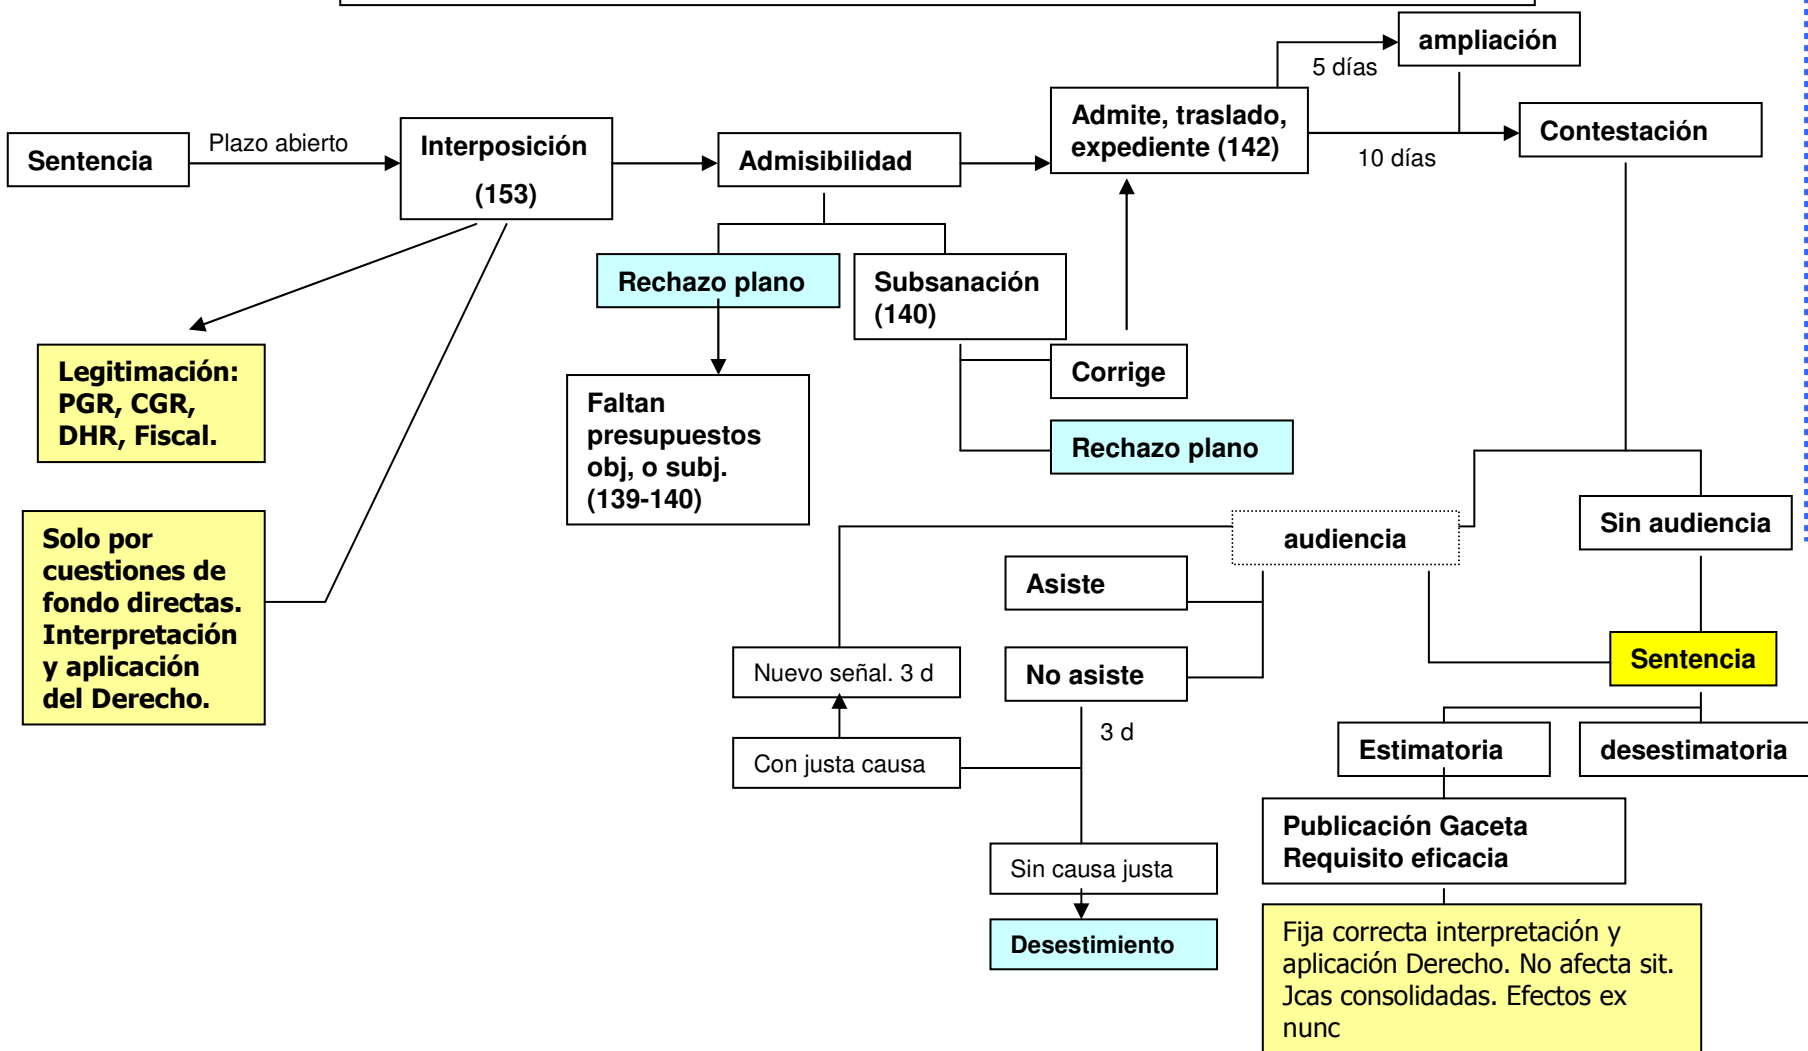 ampliación
5 días
Admite, traslado,
expediente (142)
Contestación
10 días
Sentencia
Plazo abierto
Interposición
(153)
Admisibilidad
Rechazo plano
Subsanación
(140)
Corrige
Rechazo plano
Faltan
presupuestos
obj, o subj.
(139-140)
Legitimación:
PGR, CGR,
DHR, Fiscal.
Solo por
cuestiones de
fondo directas.
Interpretación
y aplicación
del Derecho.
audiencia
Sin audiencia
Asiste
No asiste
Nuevo señal. 3 d
3 d
Con justa causa
Sin causa justa
Desestimiento
Sentencia
Estimatoria
desestimatoria
Publicación Gaceta
Requisito eficacia
Fija correcta interpretación y
aplicación Derecho. No afecta sit.
Jcas consolidadas. Efectos ex
nunc